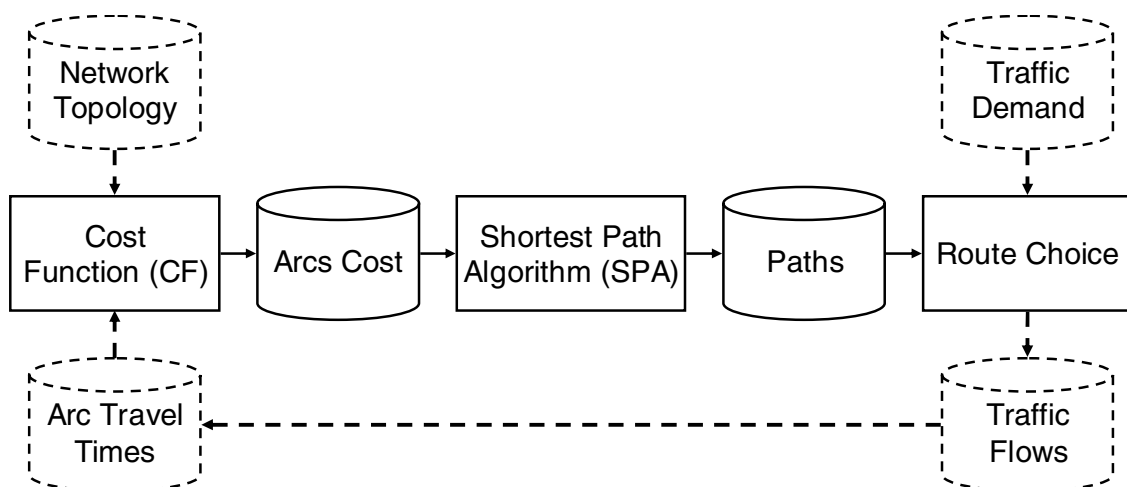 Network
Topology
Traffic
Demand
Cost
Function (CF)
Arcs Cost
Shortest Path
Algorithm (SPA)
Paths
Route Choice
Arc Travel
Times
Traffic
Flows